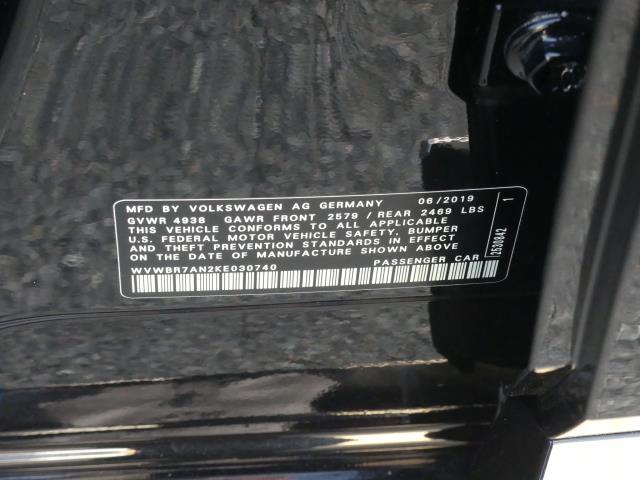 MFD BY VOLKSWAGEN AG GERMANY 06/2019
GVWR 4938 GAWR FRONT 2579 / REAR 2469 LBS
THIS VEHICLE CONFORMS TO ALL APPLICABLE
U.S. FEDERAL MOTOR VEHICLE SAFETY, BUMPER
AND THEFT PREVENTION STANDARDS IN EFFECT
ON THE DATE OF MANUFACTURE SHOWN ABOVE
WVWBR7AN2KE030740 PASSENGER CAR
2530842 1